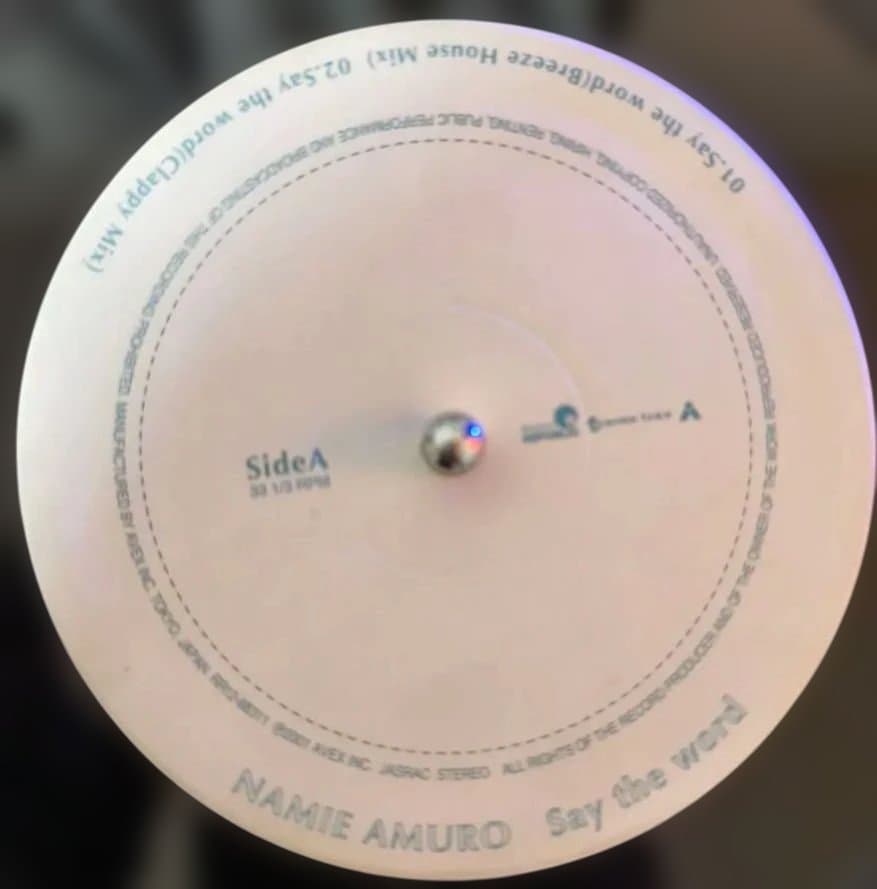 01.Say the word(Breeze House Mix) 02.Say the word(Clappy Mix)
ALL RIGHTS OF THE RECORD PRODUCER AND OF THE OWNER OF THE WORK REPRODUCED RESERVED. UNAUTHORISED COPYING, HIRING, RENTING, PUBLIC PERFORMANCE AND BROADCASTING OF THIS RECORDING PROHIBITED. MANUFACTURED BY AVEX INC. TOKYO, JAPAN. ©2001 AVEX INC. JASRAC STEREO
SideA
33 1/3 RPM
NAMIE AMURO Say the word